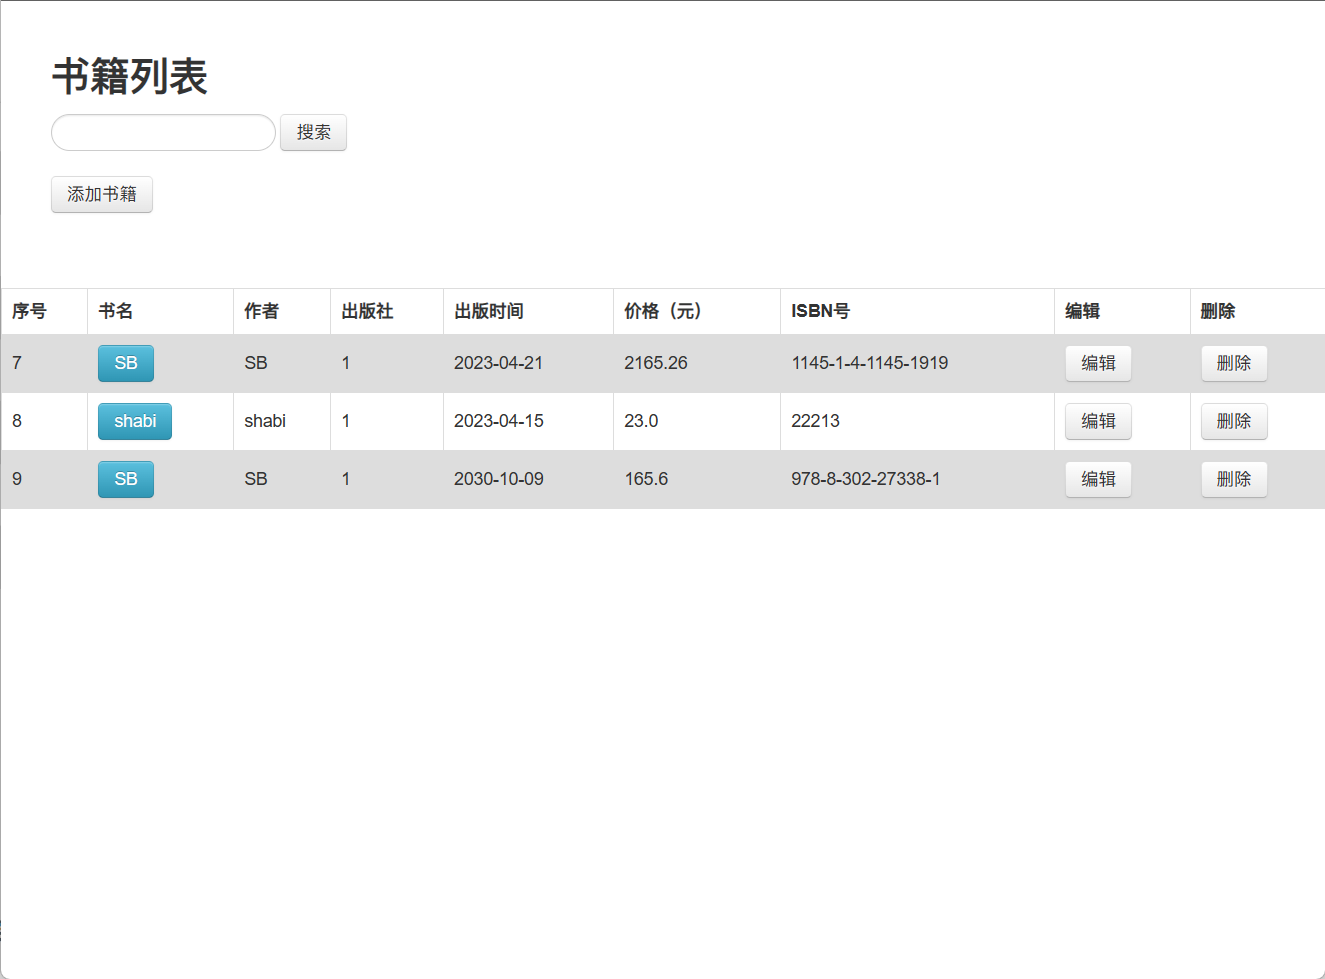 书籍列表
搜索
添加书籍
序号 书名 作者 出版社 出版时间 价格（元） ISBN号 编辑 删除
7 SB SB 1 2023-04-21 2165.26 1145-1-4-1145-1919 编辑 删除
8 shabi shabi 1 2023-04-15 23.0 22213 编辑 删除
9 SB SB 1 2030-10-09 165.6 978-8-302-27338-1 编辑 删除